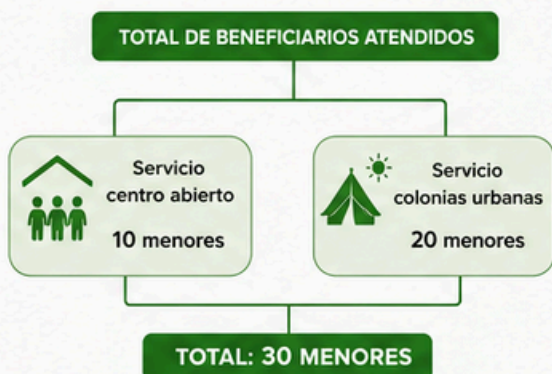 TOTAL DE BENEFICIARIOS ATENDIDOS
Servicio
centro abierto
10 menores
Servicio
colonias urbanas
20 menores
TOTAL: 30 MENORES